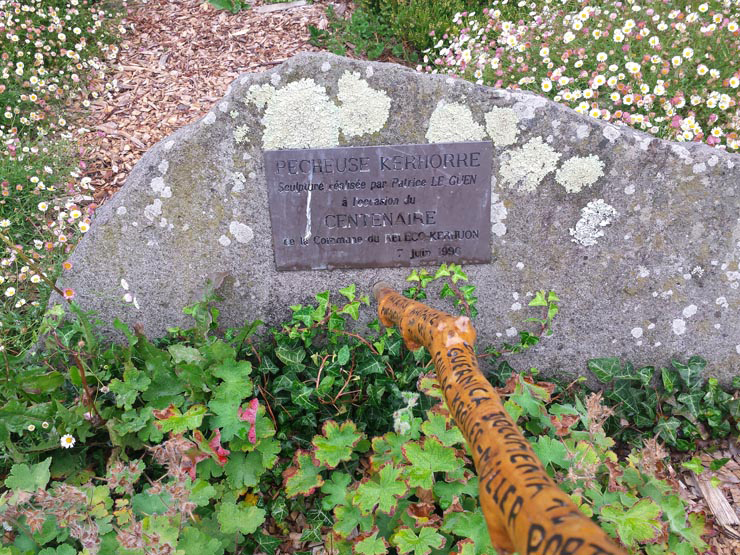 PECHEUSE KERHORRE
Sculpture réalisée par Patrice LE GUEN
à l'occasion du
CENTENAIRE
de la Commune du RELECQ-KERHUON
7 juin 1996
GUERNICA